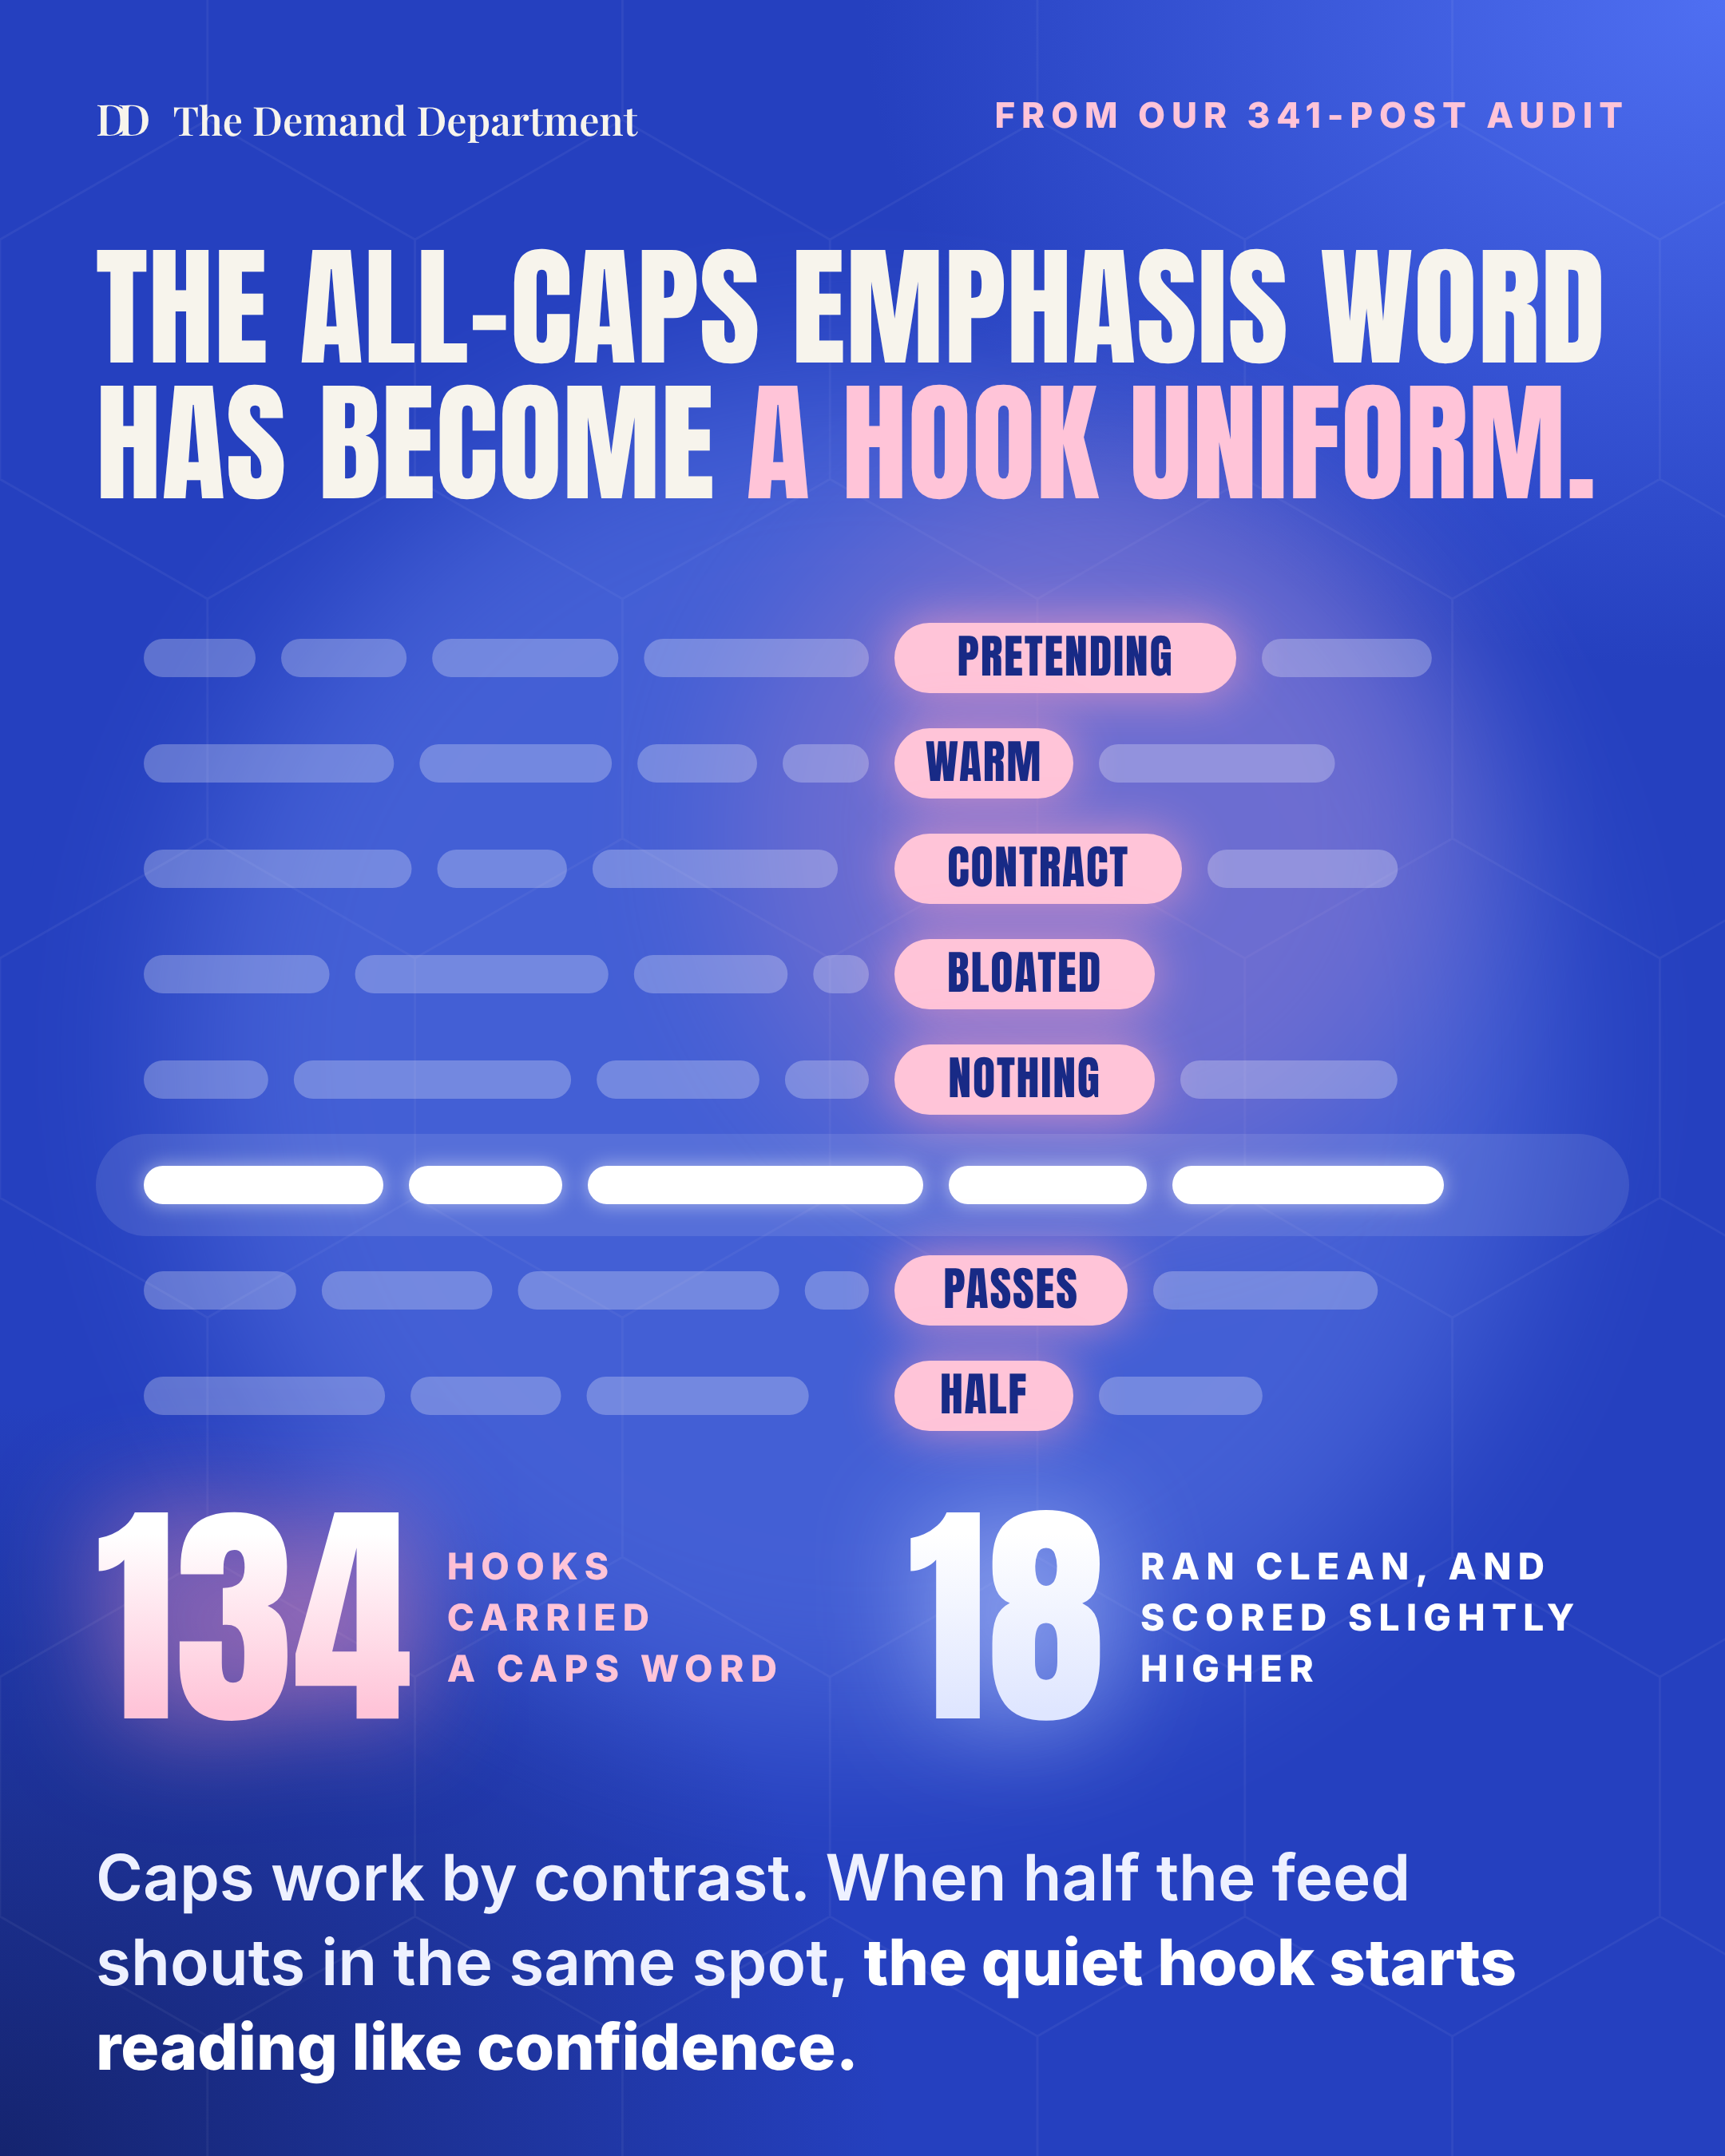 DD The Demand Department
FROM OUR 341-POST AUDIT
THE ALL-CAPS EMPHASIS WORD
HAS BECOME A HOOK UNIFORM.
PRETENDING
WARM
CONTRACT
BLOATED
NOTHING
PASSES
HALF
134
HOOKS
CARRIED
A CAPS WORD
18
RAN CLEAN, AND
SCORED SLIGHTLY
HIGHER
Caps work by contrast. When half the feed
shouts in the same spot, the quiet hook starts
reading like confidence.